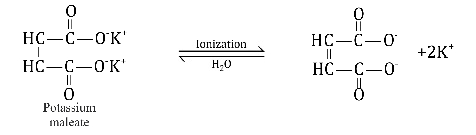 O O
HC — C — O⁻K⁺ Ionization HC — C — O⁻
HC — C — O⁻K⁺ H₂O HC — C — O⁻ +2K⁺
O O
Potassium
maleate